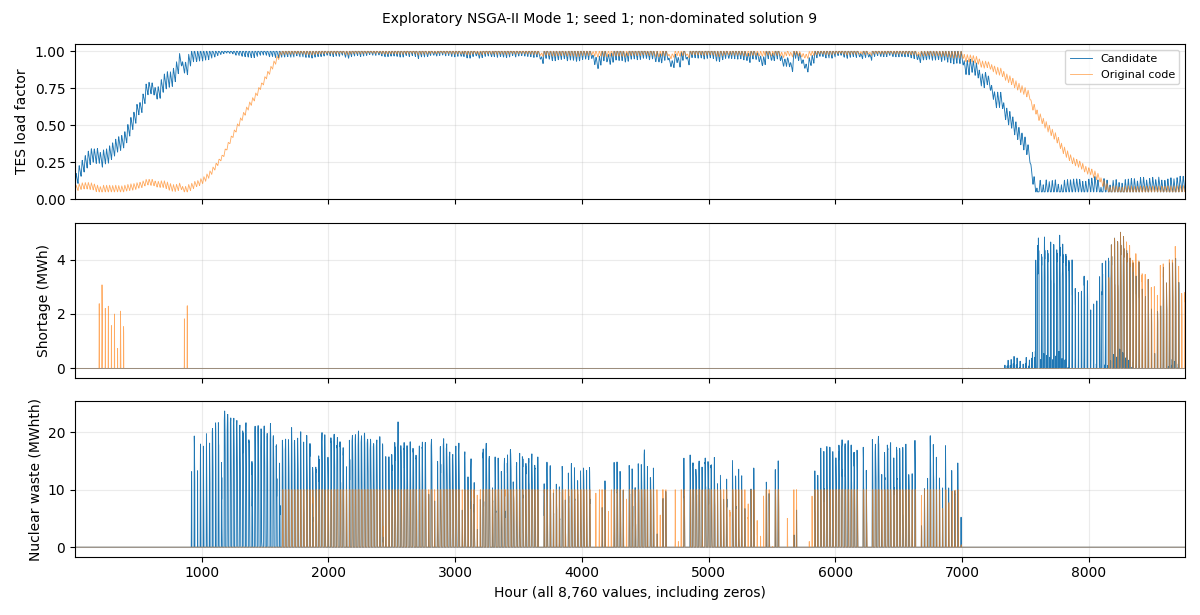 Exploratory NSGA-II Mode 1; seed 1; non-dominated solution 9
TES load factor
1.00
0.75
0.50
0.25
0.00
Candidate
Original code
Shortage (MWh)
4
2
0
Nuclear waste (MWhth)
20
10
0
1000 2000 3000 4000 5000 6000 7000 8000
Hour (all 8,760 values, including zeros)